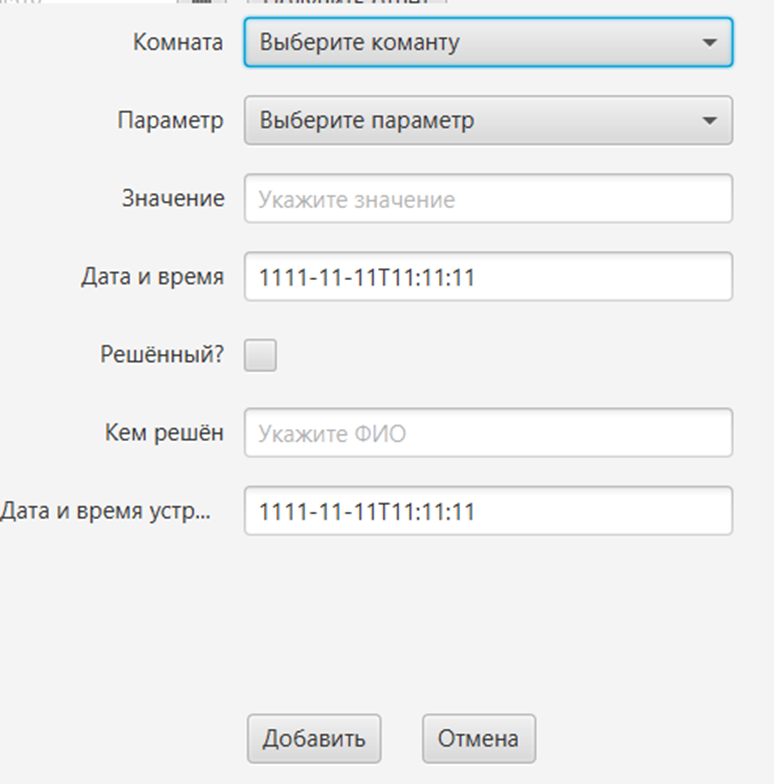 Комната Выберите команту
Параметр Выберите параметр
Значение Укажите значение
Дата и время 1111-11-11T11:11:11
Решённый?
Кем решён Укажите ФИО
Дата и время устр... 1111-11-11T11:11:11
Добавить Отмена